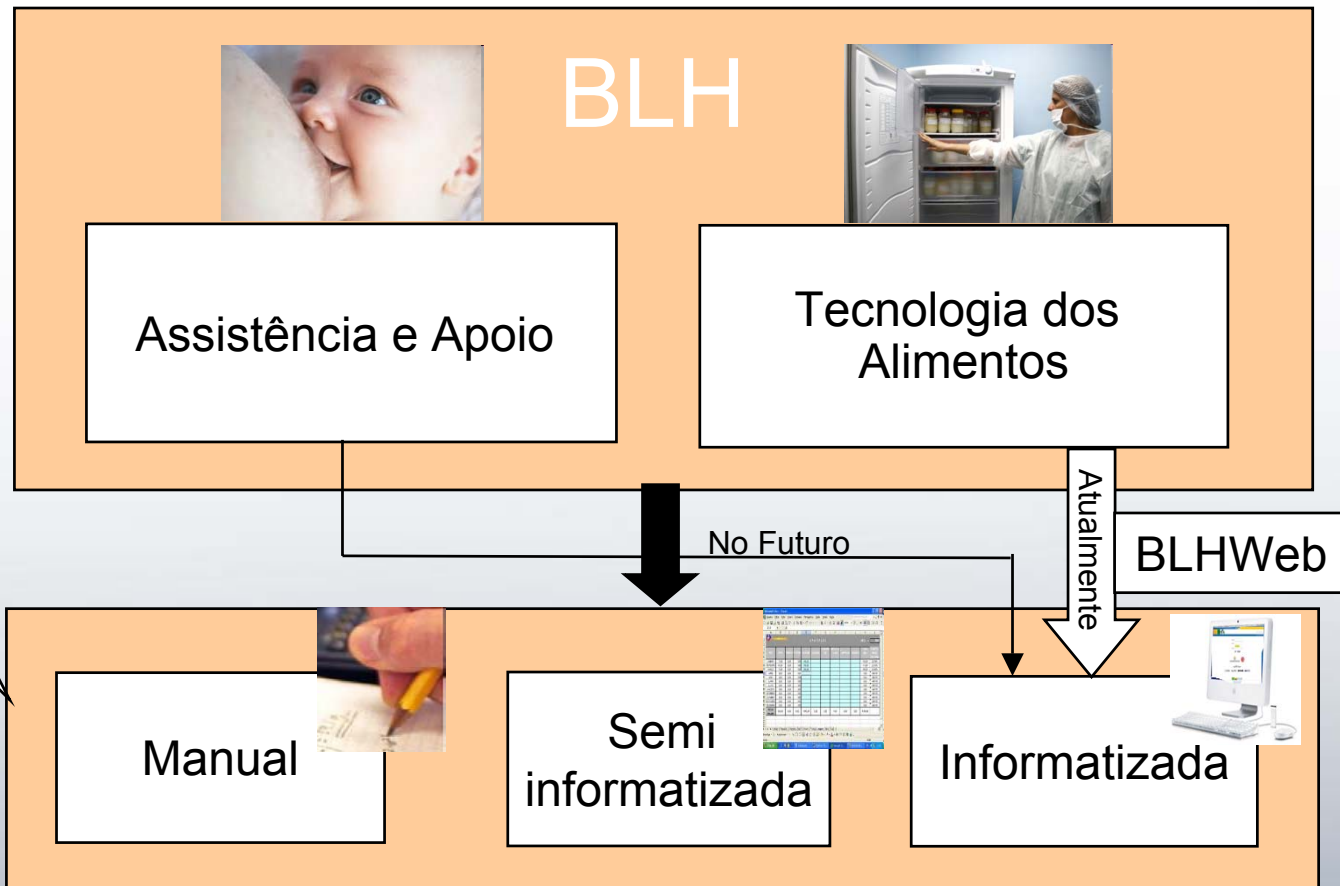 BLH
Assistência e Apoio
Tecnologia dos
Alimentos
Atualmente
No Futuro
BLHWeb
Manual
Semi
informatizada
Informatizada